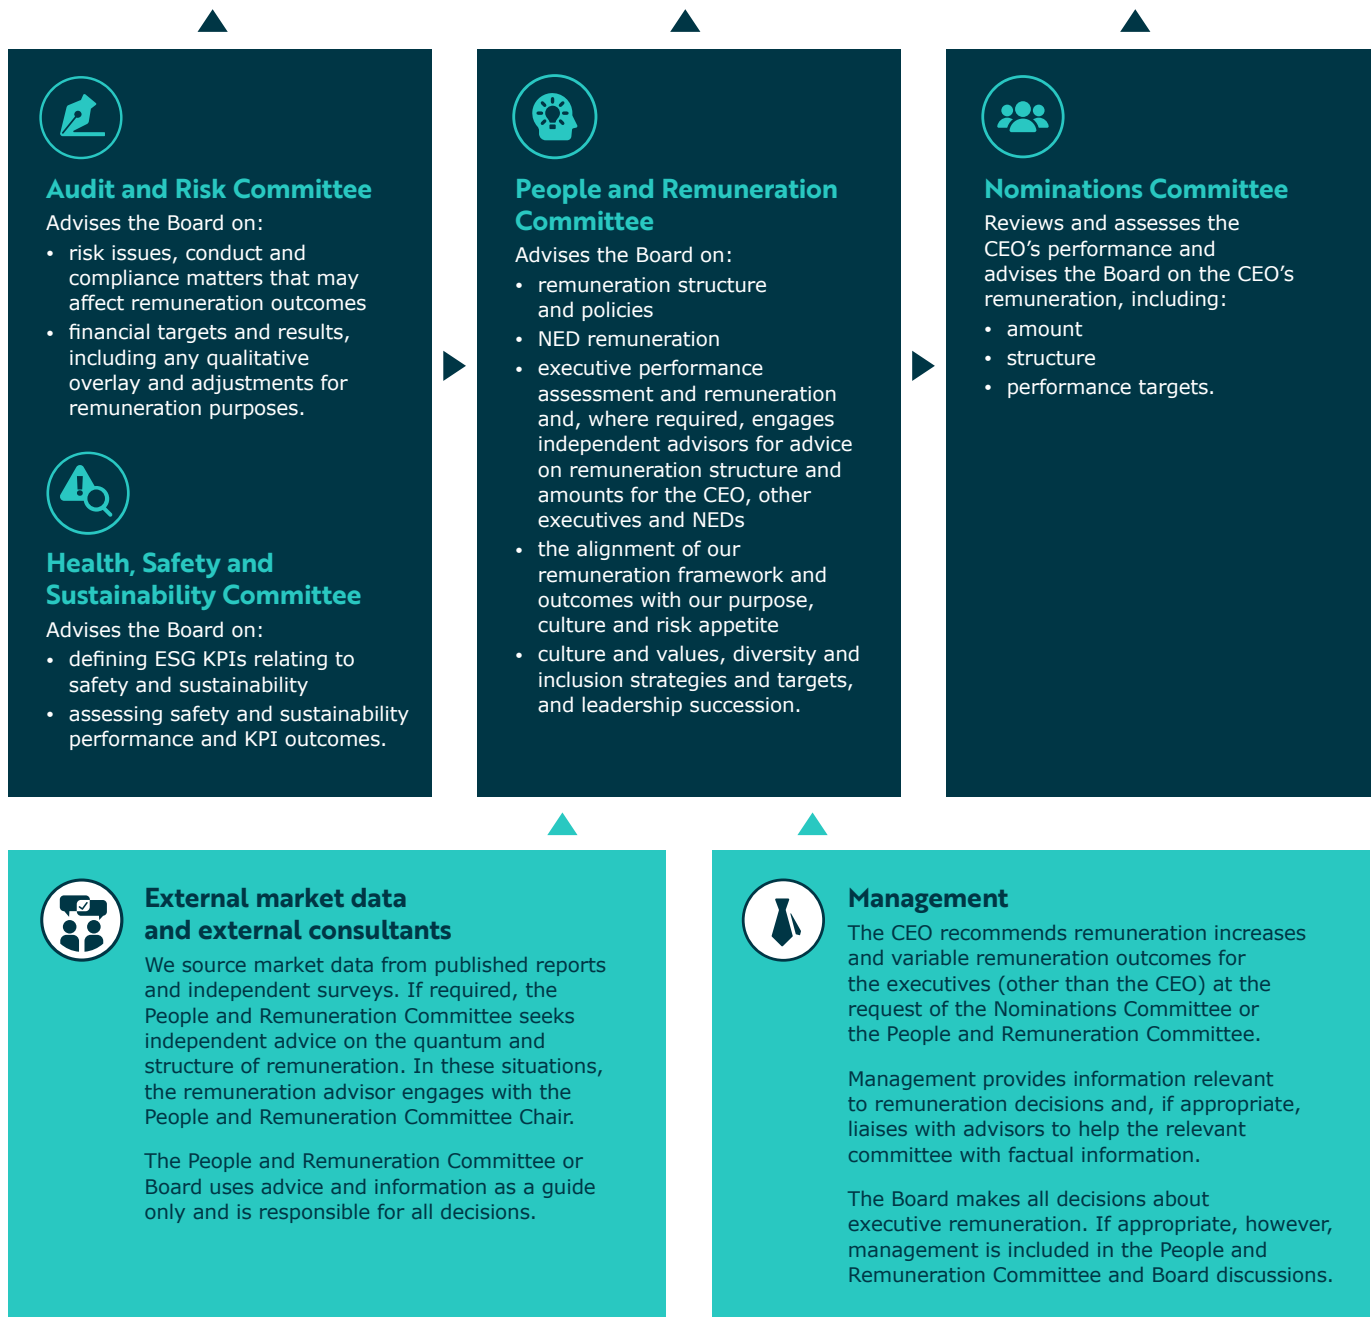 Audit and Risk Committee
Advises the Board on:
• risk issues, conduct and
compliance matters that may
affect remuneration outcomes
• financial targets and results,
including any qualitative
overlay and adjustments for
remuneration purposes.
Health, Safety and
Sustainability Committee
Advises the Board on:
• defining ESG KPIs relating to
safety and sustainability
• assessing safety and sustainability
performance and KPI outcomes.
People and Remuneration
Committee
Advises the Board on:
• remuneration structure
and policies
• NED remuneration
• executive performance
assessment and remuneration
and, where required, engages
independent advisors for advice
on remuneration structure and
amounts for the CEO, other
executives and NEDs
• the alignment of our
remuneration framework and
outcomes with our purpose,
culture and risk appetite
• culture and values, diversity and
inclusion strategies and targets,
and leadership succession.
Nominations Committee
Reviews and assesses the
CEO’s performance and
advises the Board on the CEO’s
remuneration, including:
• amount
• structure
• performance targets.
External market data
and external consultants
We source market data from published reports
and independent surveys. If required, the
People and Remuneration Committee seeks
independent advice on the quantum and
structure of remuneration. In these situations,
the remuneration advisor engages with the
People and Remuneration Committee Chair.
The People and Remuneration Committee or
Board uses advice and information as a guide
only and is responsible for all decisions.
Management
The CEO recommends remuneration increases
and variable remuneration outcomes for
the executives (other than the CEO) at the
request of the Nominations Committee or
the People and Remuneration Committee.
Management provides information relevant
to remuneration decisions and, if appropriate,
liaises with advisors to help the relevant
committee with factual information.
The Board makes all decisions about
executive remuneration. If appropriate, however,
management is included in the People and
Remuneration Committee and Board discussions.